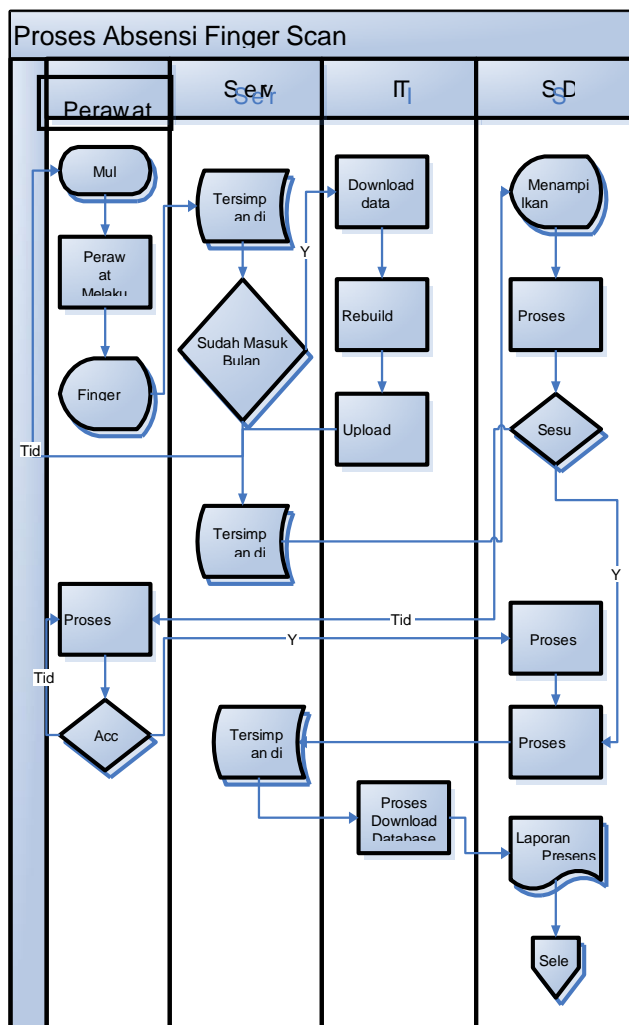 Proses Absensi Finger Scan
Perawat
IT
Mul
Peraw
at
Melaku
Finger
Tersimp
an di
Sudah Masuk
Bulan
Y
Download
data
Rebuild
Upload
Menampi
lkan
Proses
Sesu
Tid
Tersimp
an di
Y
Proses
Tid
Y
Proses
Tid
Acc
Tersimp
an di
Proses
Proses
Download
Database
Laporan
Presens
Sele